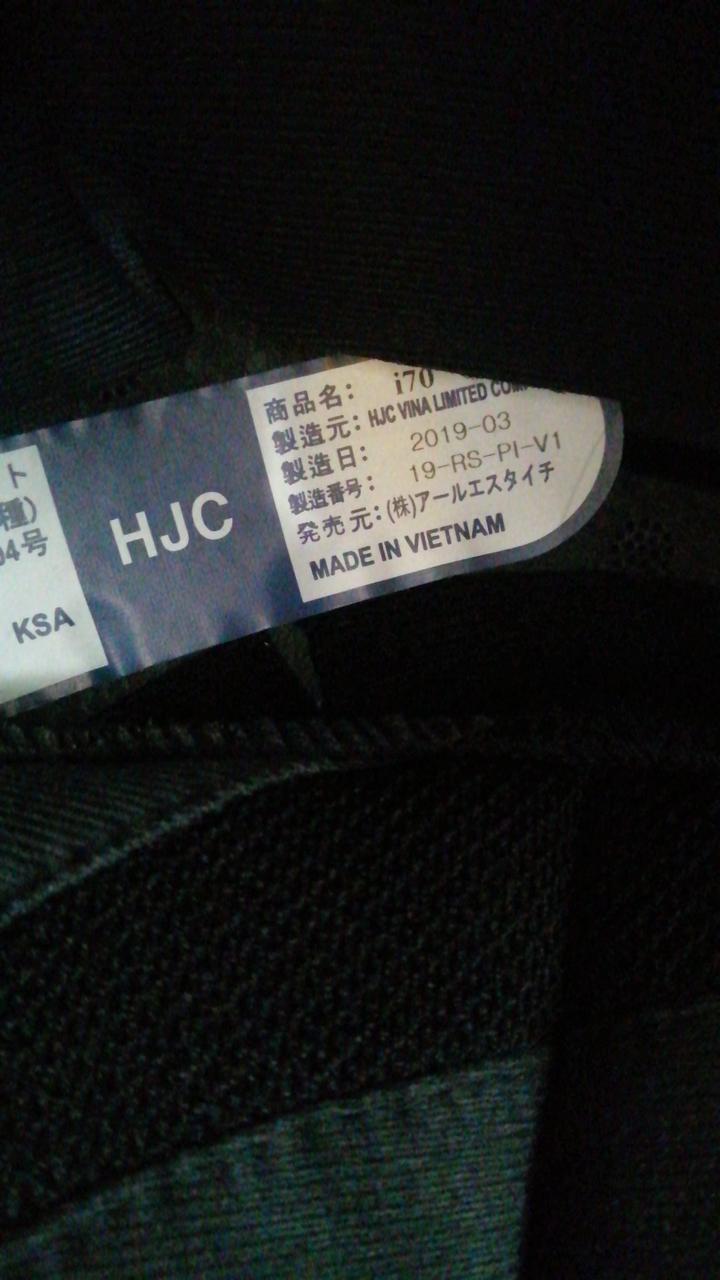 ト
種)
04号
KSA
HJC
商品名: i70
製造元: HJC VINA LIMITED
製造日: 2019-03
製造番号: 19-RS-PI-V1
発売元: (株)アールエスタイチ
MADE IN VIETNAM